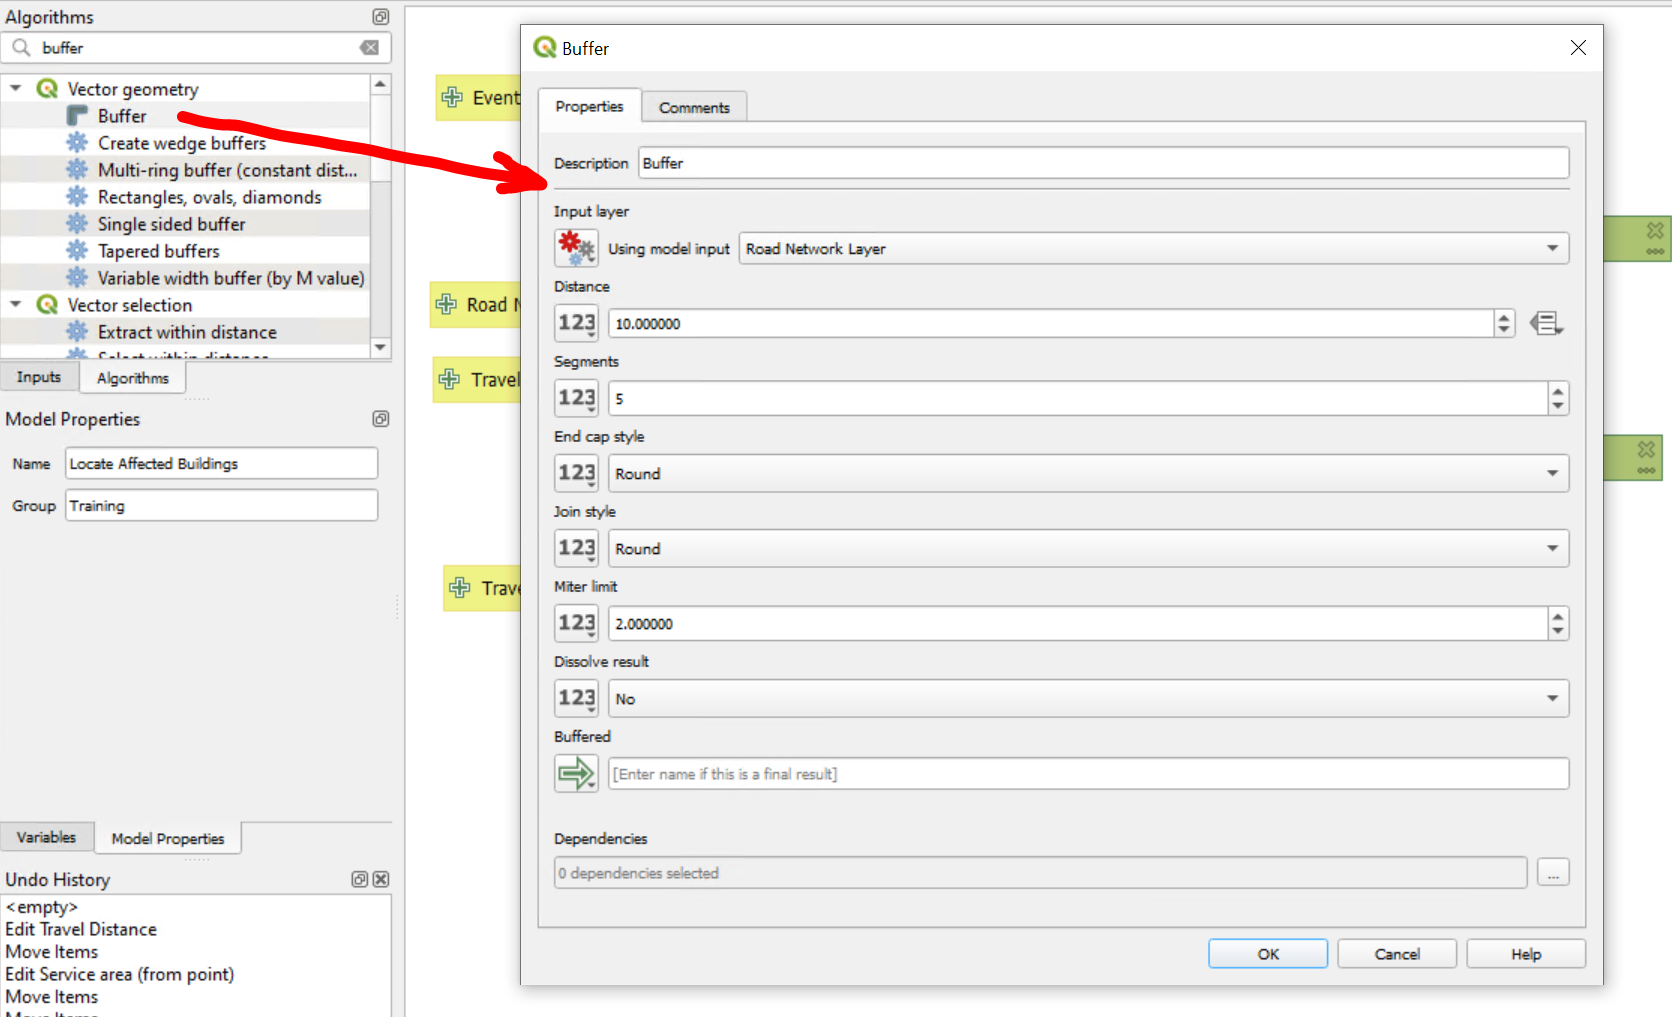 Algorithms
buffer
Vector geometry
Buffer
Create wedge buffers
Multi-ring buffer (constant dist...
Rectangles, ovals, diamonds
Single sided buffer
Tapered buffers
Variable width buffer (by M value)
Vector selection
Extract within distance
Select within distance
Inputs
Algorithms
Model Properties
Name
Locate Affected Buildings
Group
Training
Variables
Model Properties
Undo History
<empty>
Edit Travel Distance
Move Items
Edit Service area (from point)
Move Items
Move Items
Event
Road N
Travel
Trave
Buffer
Properties
Comments
Description
Buffer
Input layer
Using model input
Road Network Layer
Distance
123
10.000000
Segments
123
5
End cap style
123
Round
Join style
123
Round
Miter limit
123
2.000000
Dissolve result
123
No
Buffered
[Enter name if this is a final result]
Dependencies
0 dependencies selected
...
OK
Cancel
Help